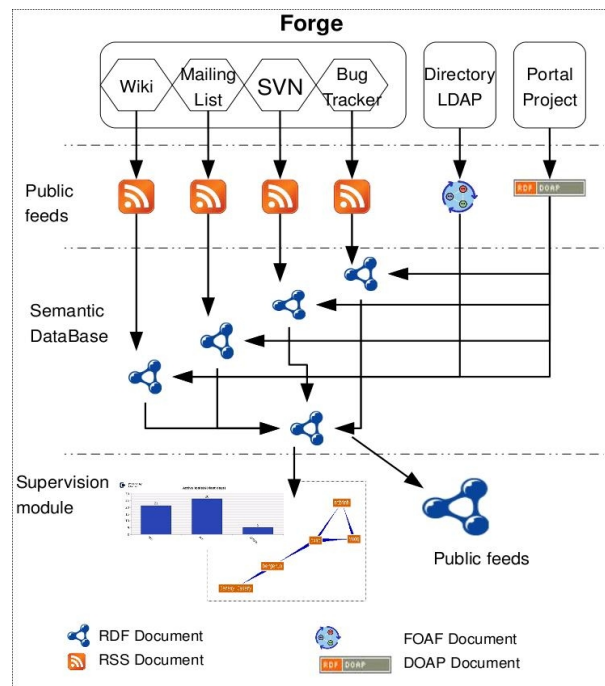 Forge
Wiki
Mailing
List
SVN
Bug
Tracker
Directory
LDAP
Portal
Project
Public
feeds
RDF DOAP
Semantic
DataBase
Supervision
module
Public feeds
RDF Document
FOAF Document
RSS Document
RDF DOAP
DOAP Document